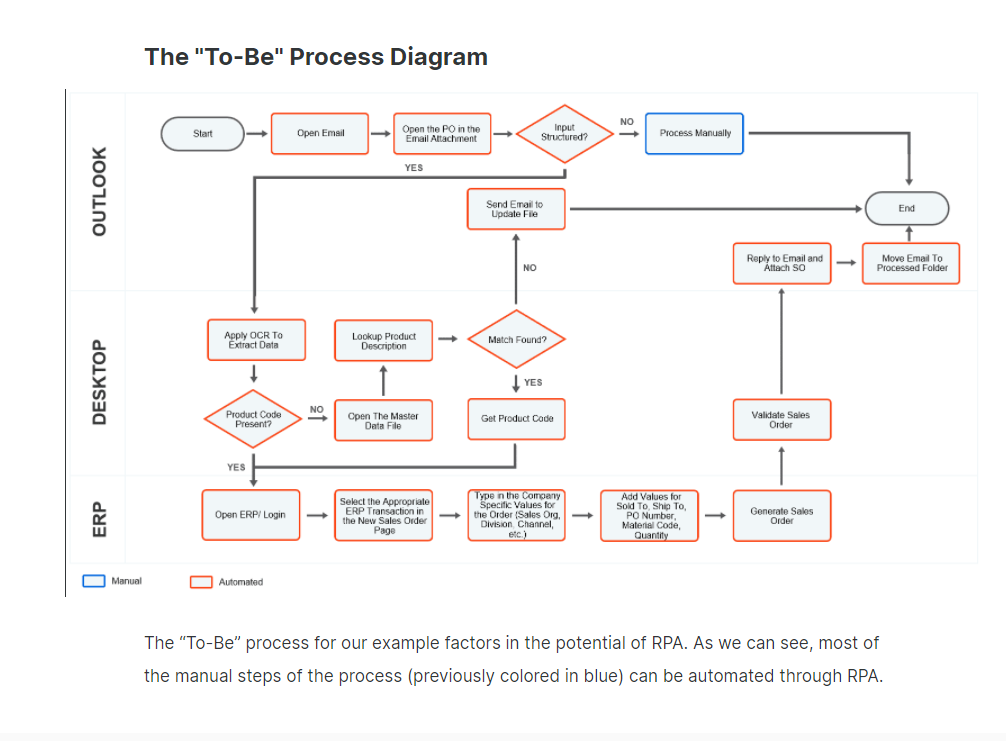 The "To-Be" Process Diagram
OUTLOOK
Start
Open Email
Open the PO in the
Email Attachment
Input
Structured?
NO
Process Manually
YES
Send Email to
Update File
End
NO
Reply to Email and
Attach SO
Move Email To
Processed Folder
DESKTOP
Apply OCR To
Extract Data
Lookup Product
Description
Match Found?
YES
Product Code
Present?
NO
Open The Master
Data File
Get Product Code
Validate Sales
Order
YES
ERP
Open ERP/ Login
Select the Appropriate
ERP Transaction in
the New Sales Order
Page
Type in the Company
Specific Values for
the Order (Sales Org,
Division, Channel,
etc.)
Add Values for
Sold To, Ship To,
PO Number,
Material Code,
Quantity
Generate Sales
Order
Manual
Automated
The “To-Be” process for our example factors in the potential of RPA. As we can see, most of
the manual steps of the process (previously colored in blue) can be automated through RPA.